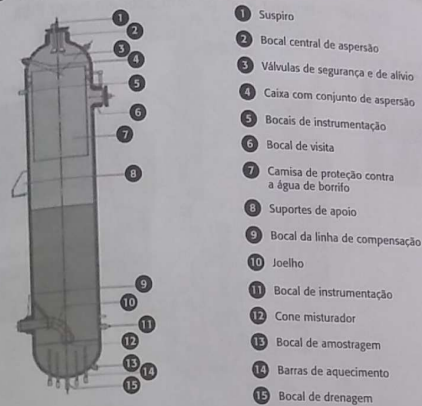 1
2
3
4
5
6
7
8
9
10
11
12
13
14
15
1 Suspiro
2 Bocal central de aspersão
3 Válvulas de segurança e de alívio
4 Caixa com conjunto de aspersão
5 Bocais de instrumentação
6 Bocal de visita
7 Camisa de proteção contra
a água de borrifo
8 Suportes de apoio
9 Bocal da linha de compensação
10 Joelho
11 Bocal de instrumentação
12 Cone misturador
13 Bocal de amostragem
14 Barras de aquecimento
15 Bocal de drenagem